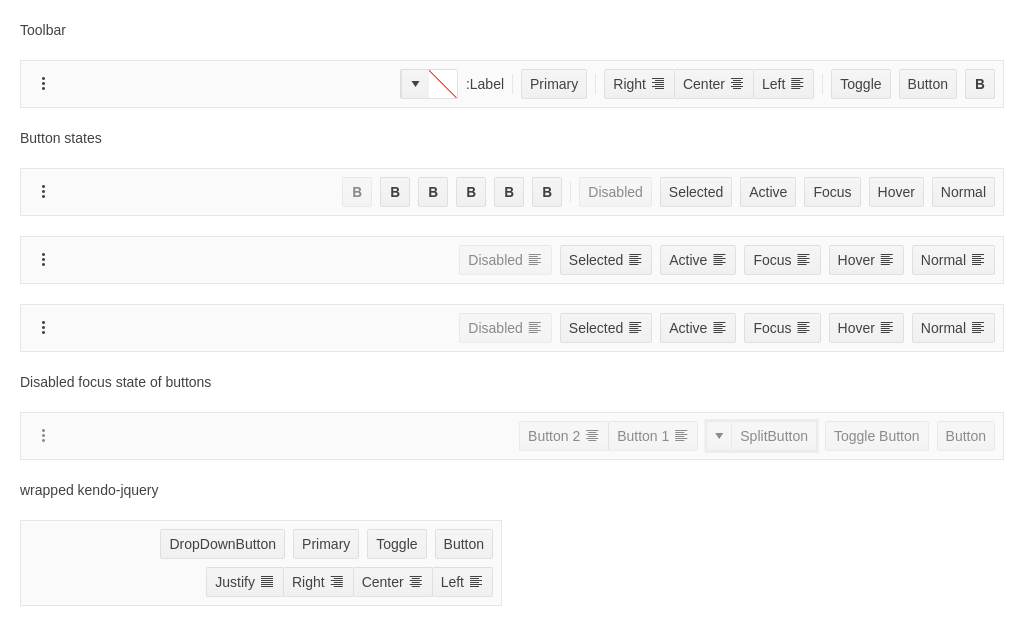 Toolbar
:Label Primary Right Center Left Toggle Button B
Button states
B B B B B B Disabled Selected Active Focus Hover Normal
Disabled Selected Active Focus Hover Normal
Disabled Selected Active Focus Hover Normal
Disabled focus state of buttons
Button 2 Button 1 SplitButton Toggle Button Button
wrapped kendo-jquery
DropDownButton Primary Toggle Button
Justify Right Center Left